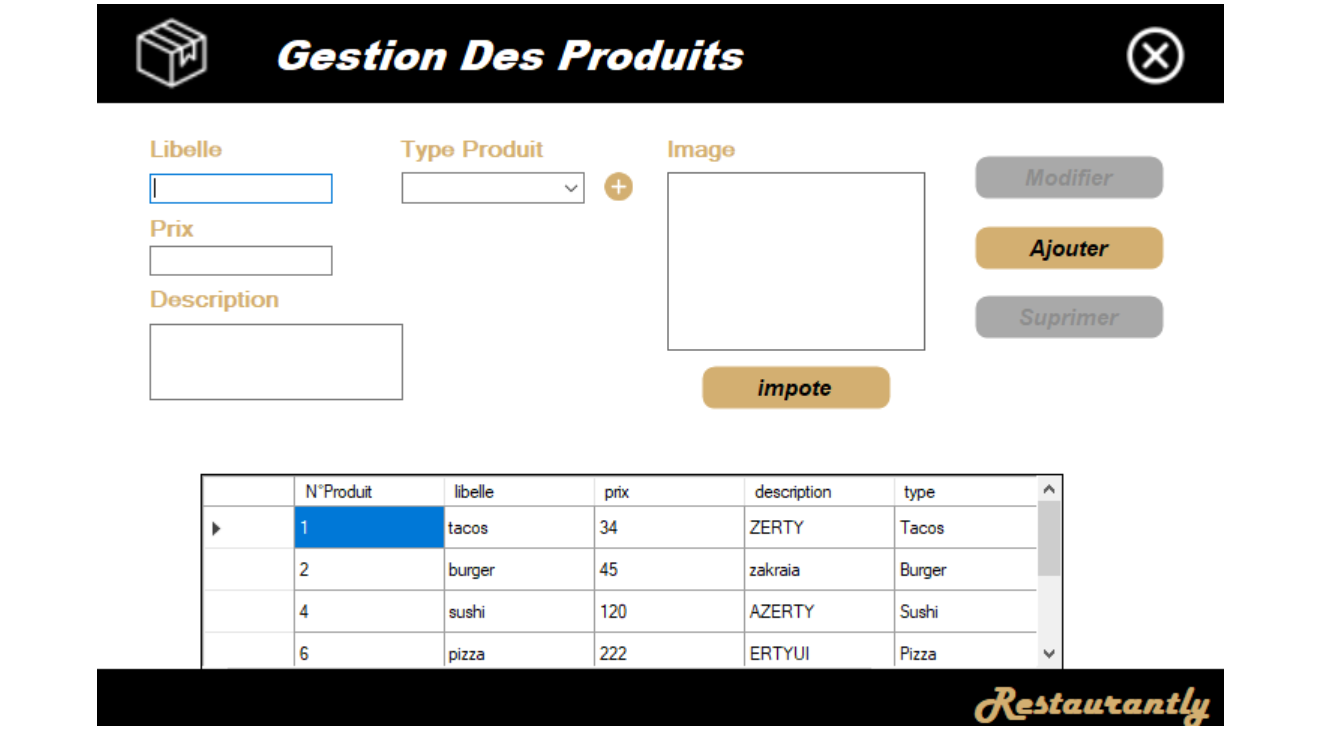 Gestion Des Produits
Libelle
Type Produit
Image
Modifier
Prix
Ajouter
Description
Suprimer
impote
N°Produit libelle prix description type
1 tacos 34 ZERTY Tacos
2 burger 45 zakraia Burger
4 sushi 120 AZERTY Sushi
6 pizza 222 ERTYUI Pizza
Restaurantly